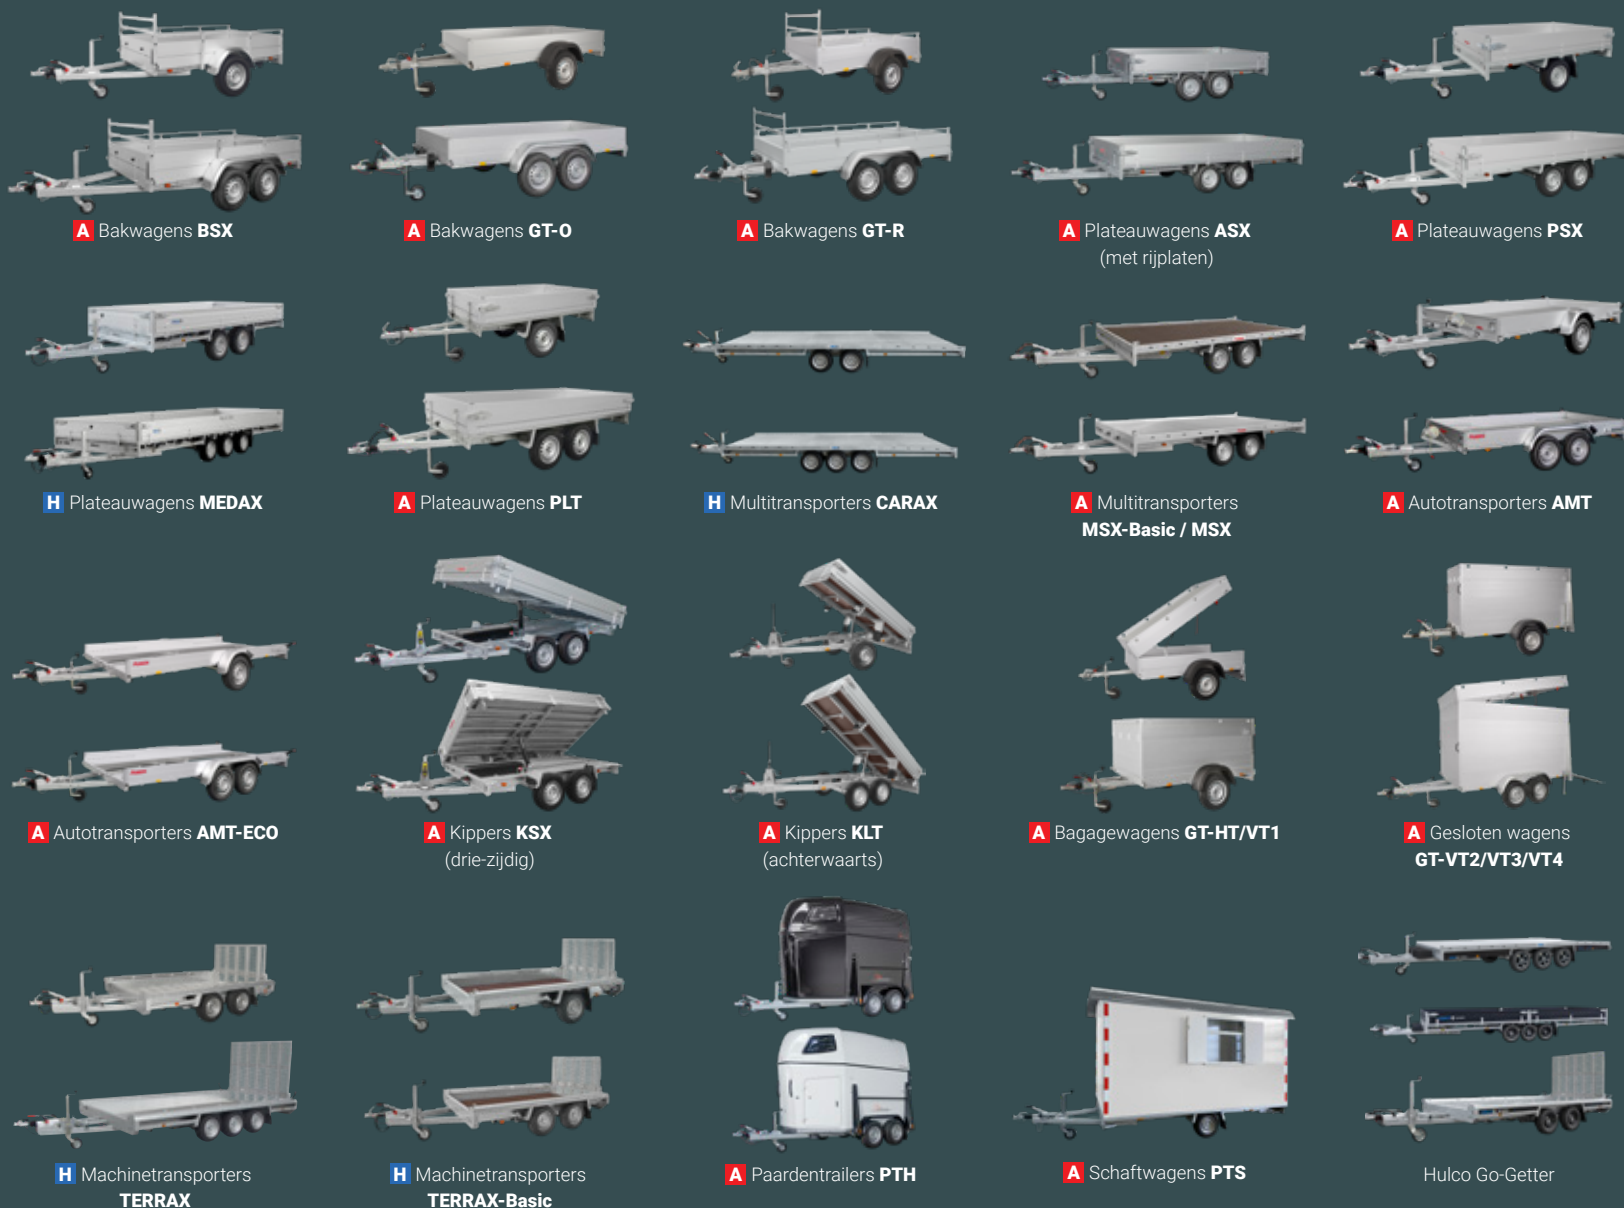 A Bakwagens BSX
A Bakwagens GT-O
A Bakwagens GT-R
A Plateauwagens ASX
(met rijplaten)
A Plateauwagens PSX
H Plateauwagens MEDAX
A Plateauwagens PLT
H Multitransporters CARAX
A Multitransporters
MSX-Basic / MSX
A Autotransporters AMT
A Autotransporters AMT-ECO
A Kippers KSX
(drie-zijdig)
A Kippers KLT
(achterwaarts)
A Bagagewagens GT-HT/VT1
A Gesloten wagens
GT-VT2/VT3/VT4
H Machinetransporters
TERRAX
H Machinetransporters
TERRAX-Basic
A Paardentrailers PTH
A Schaftwagens PTS
Hulco Go-Getter